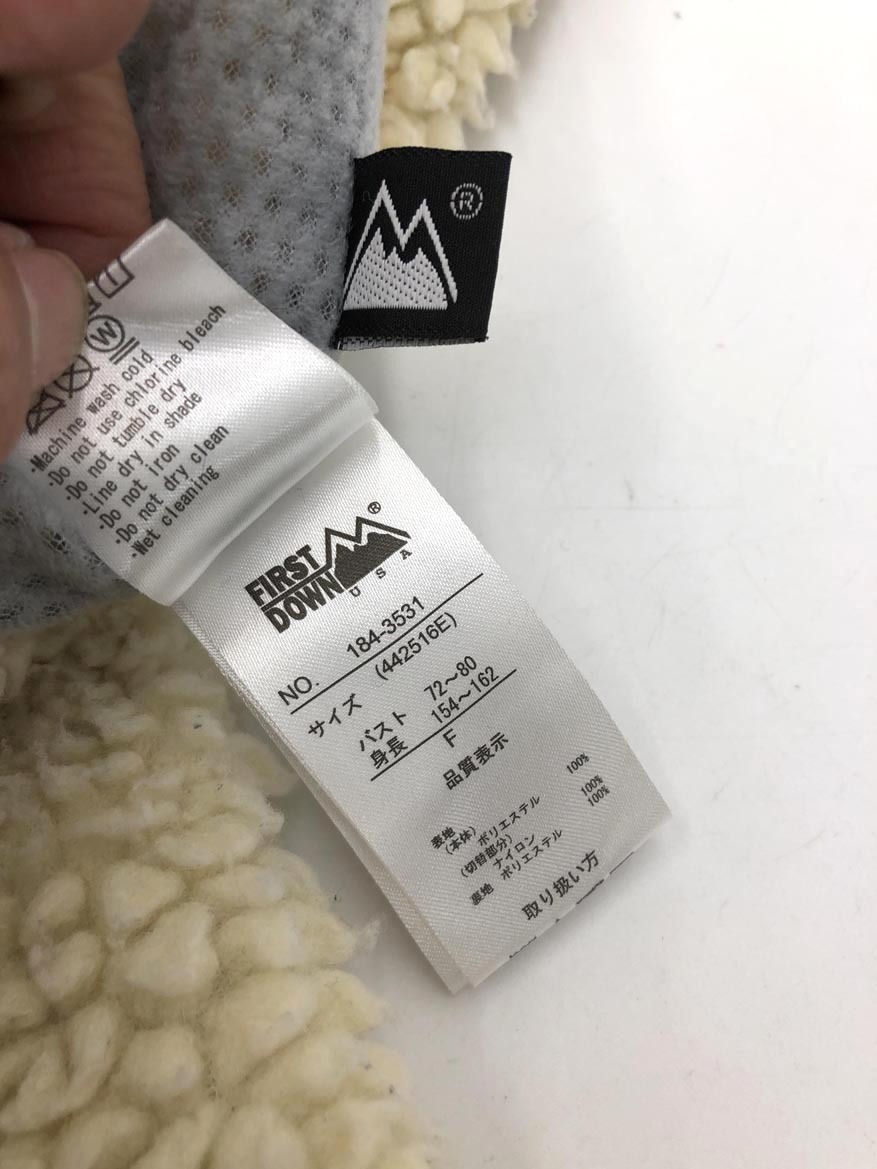 ®
W
·Machine wash cold
·Do not use chlorine bleach
·Do not tumble dry
·Line dry in shade
·Do not iron
·Do not dry clean
·Wet cleaning
FIRST
DOWN
®
USA
NO. 184-3531
(442516E)
サイズ
バスト 72～80
身長 154～162
F
品質表示
表地
(本体) ポリエステル 100%
(切替部分)
ナイロン 100%
裏地 ポリエステル 100%
取り扱い方